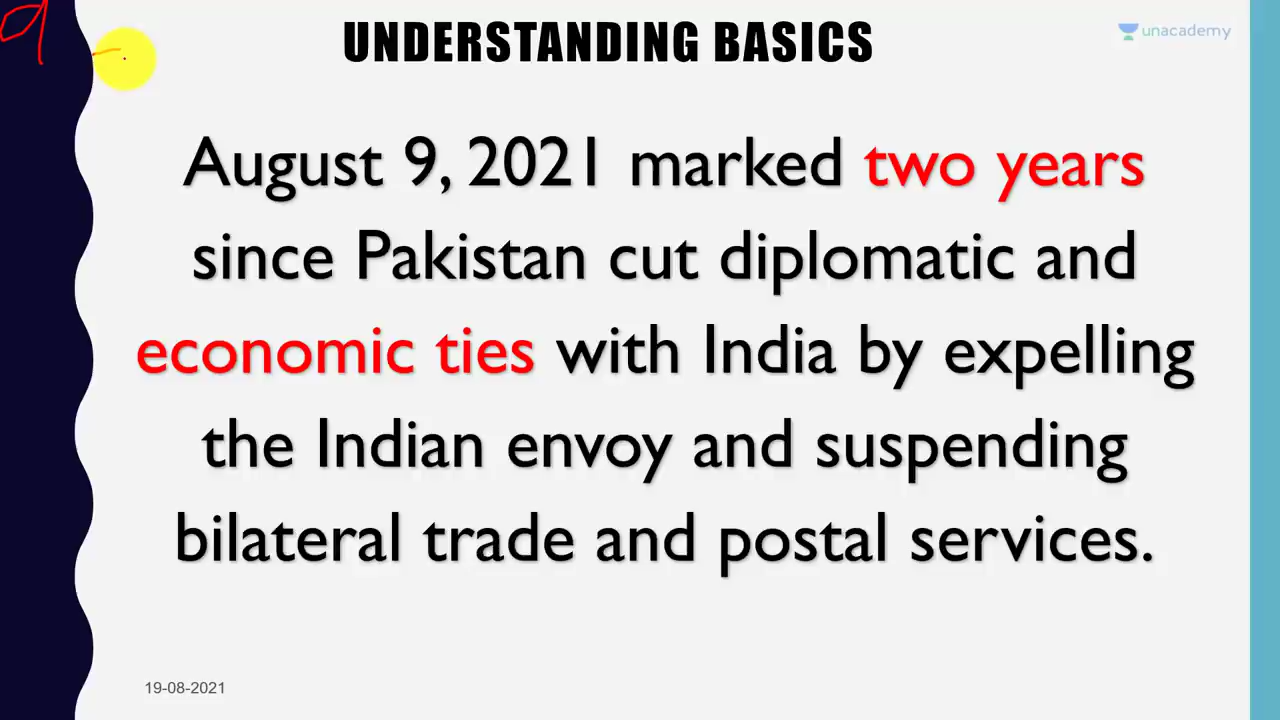 UNDERSTANDING BASICS
unacademy
August 9, 2021 marked two years
since Pakistan cut diplomatic and
economic ties with India by expelling
the Indian envoy and suspending
bilateral trade and postal services.
19-08-2021